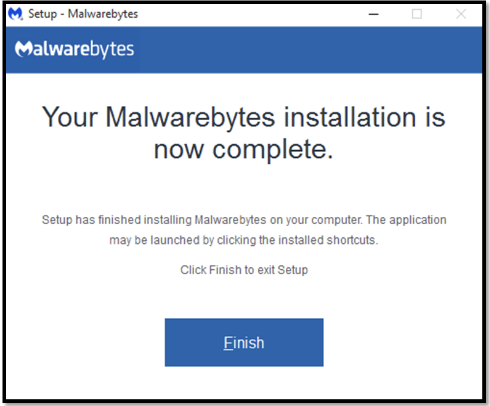 Setup - Malwarebytes
Malwarebytes
Your Malwarebytes installation is
now complete.
Setup has finished installing Malwarebytes on your computer. The application
may be launched by clicking the installed shortcuts.
Click Finish to exit Setup
Finish